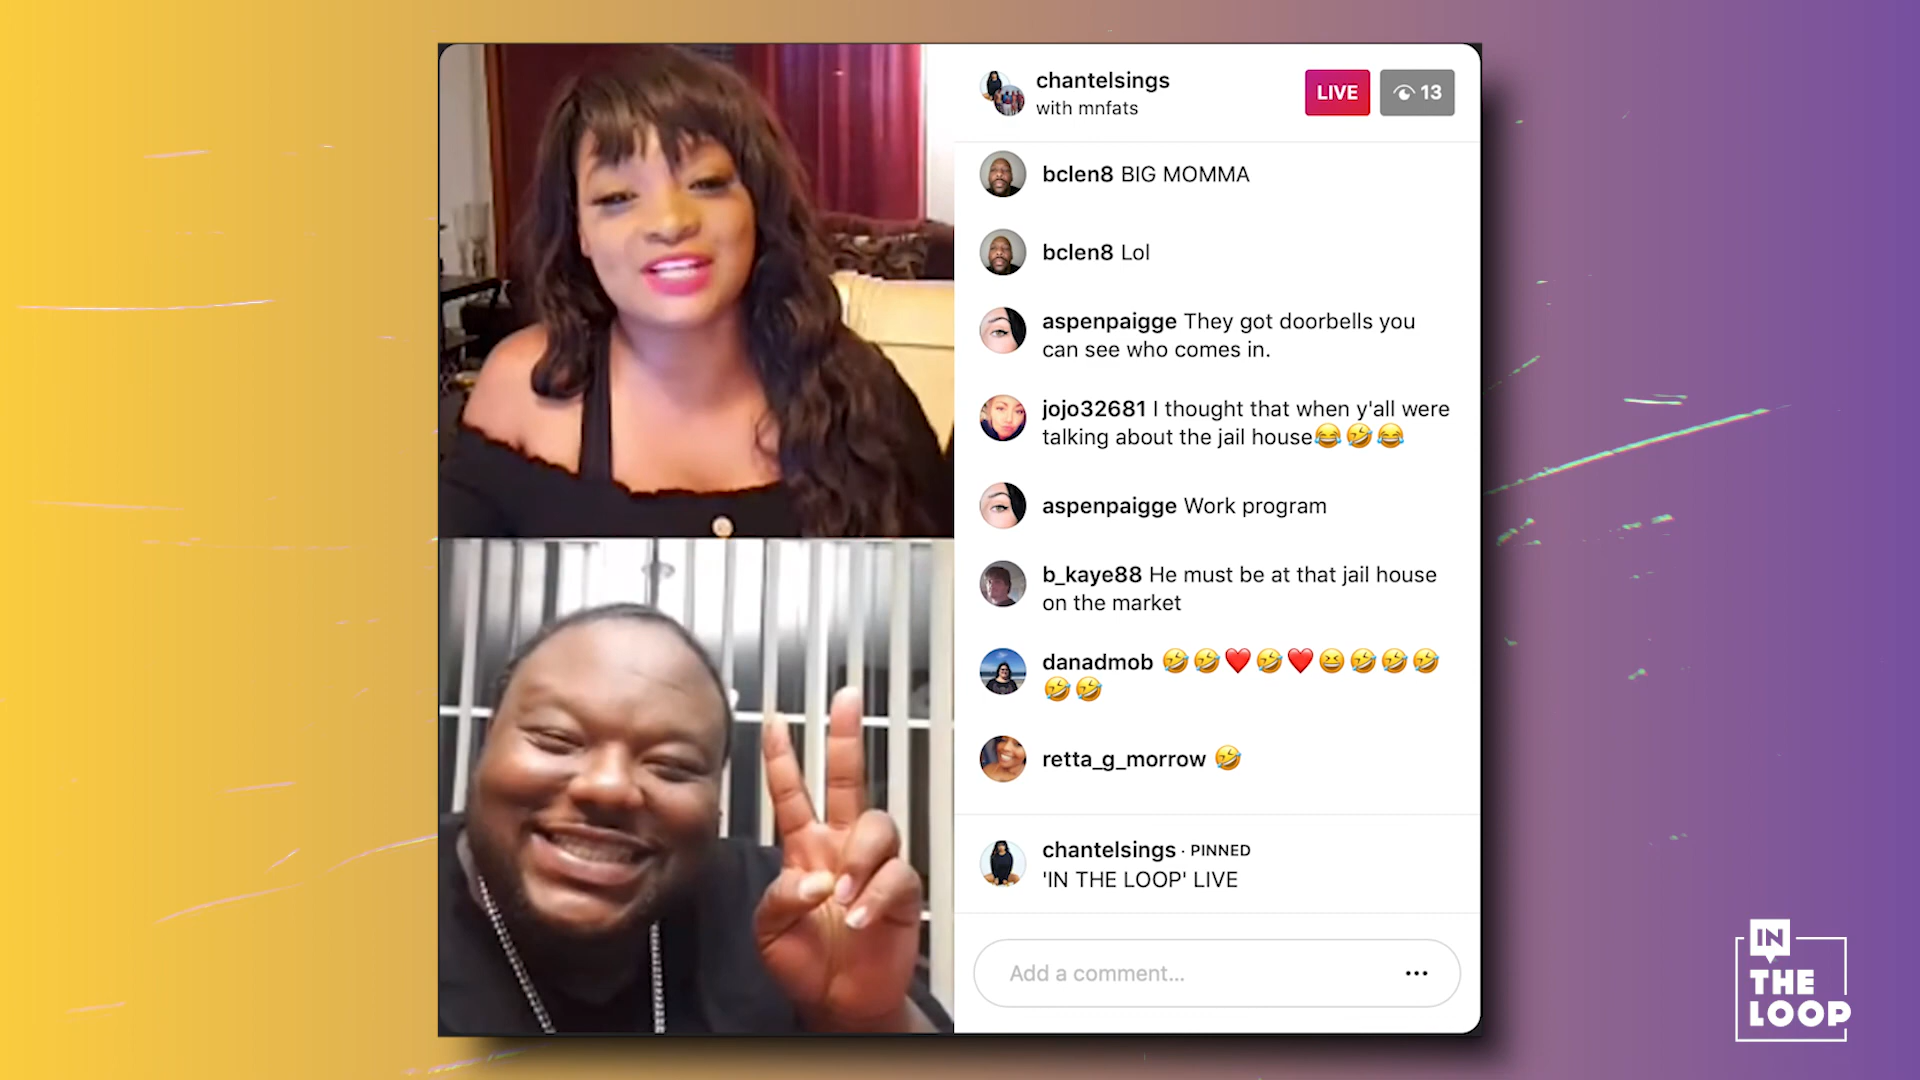 chantelsings
with mnfats
LIVE
13
bclen8 BIG MOMMA
bclen8 Lol
aspenpaigge They got doorbells you
can see who comes in.
jojo32681 I thought that when y'all were
talking about the jail house😂🤣😂
aspenpaigge Work program
b_kaye88 He must be at that jail house
on the market
danadmob 🤣🤣❤️🤣❤️😆🤣🤣🤣
🤣🤣
retta_g_morrow 🤣
chantelsings · PINNED
'IN THE LOOP' LIVE
Add a comment...
IN
THE
LOOP